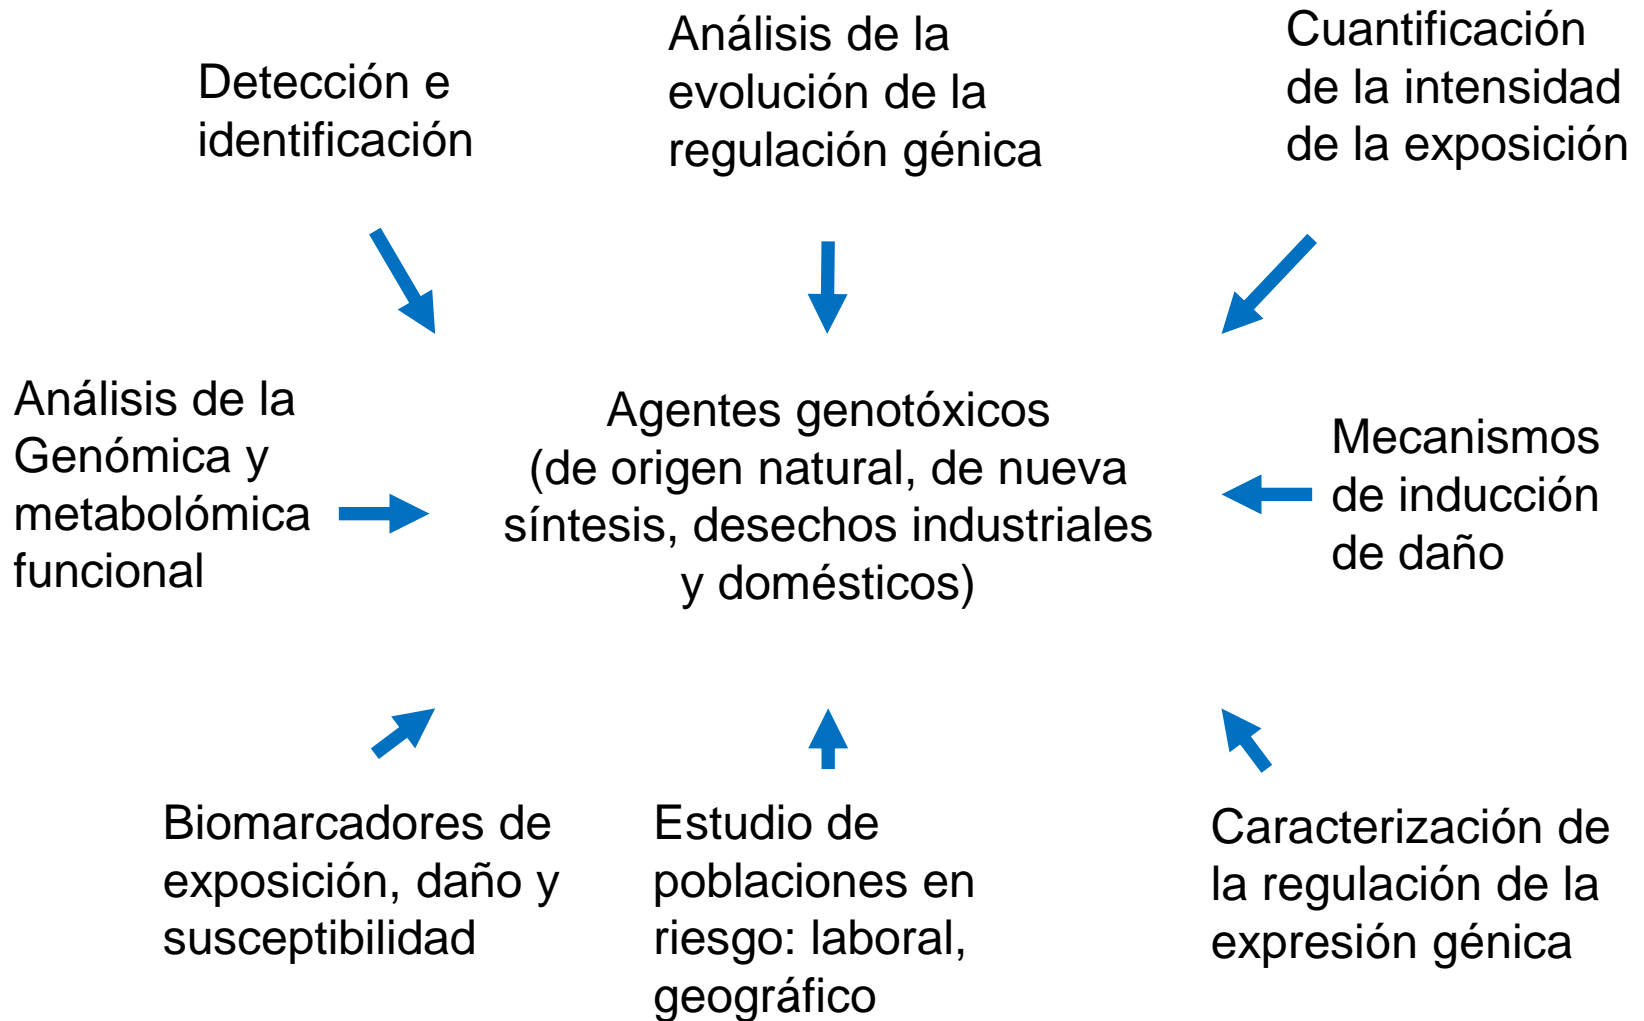 Detección e
identificación
Análisis de la
evolución de la
regulación génica
Cuantificación
de la intensidad
de la exposición
Análisis de la
Genómica y
metabolómica
funcional
Agentes genotóxicos
(de origen natural, de nueva
síntesis, desechos industriales
y domésticos)
Mecanismos
de inducción
de daño
Biomarcadores de
exposición, daño y
susceptibilidad
Estudio de
poblaciones en
riesgo: laboral,
geográfico
Caracterización de
la regulación de la
expresión génica